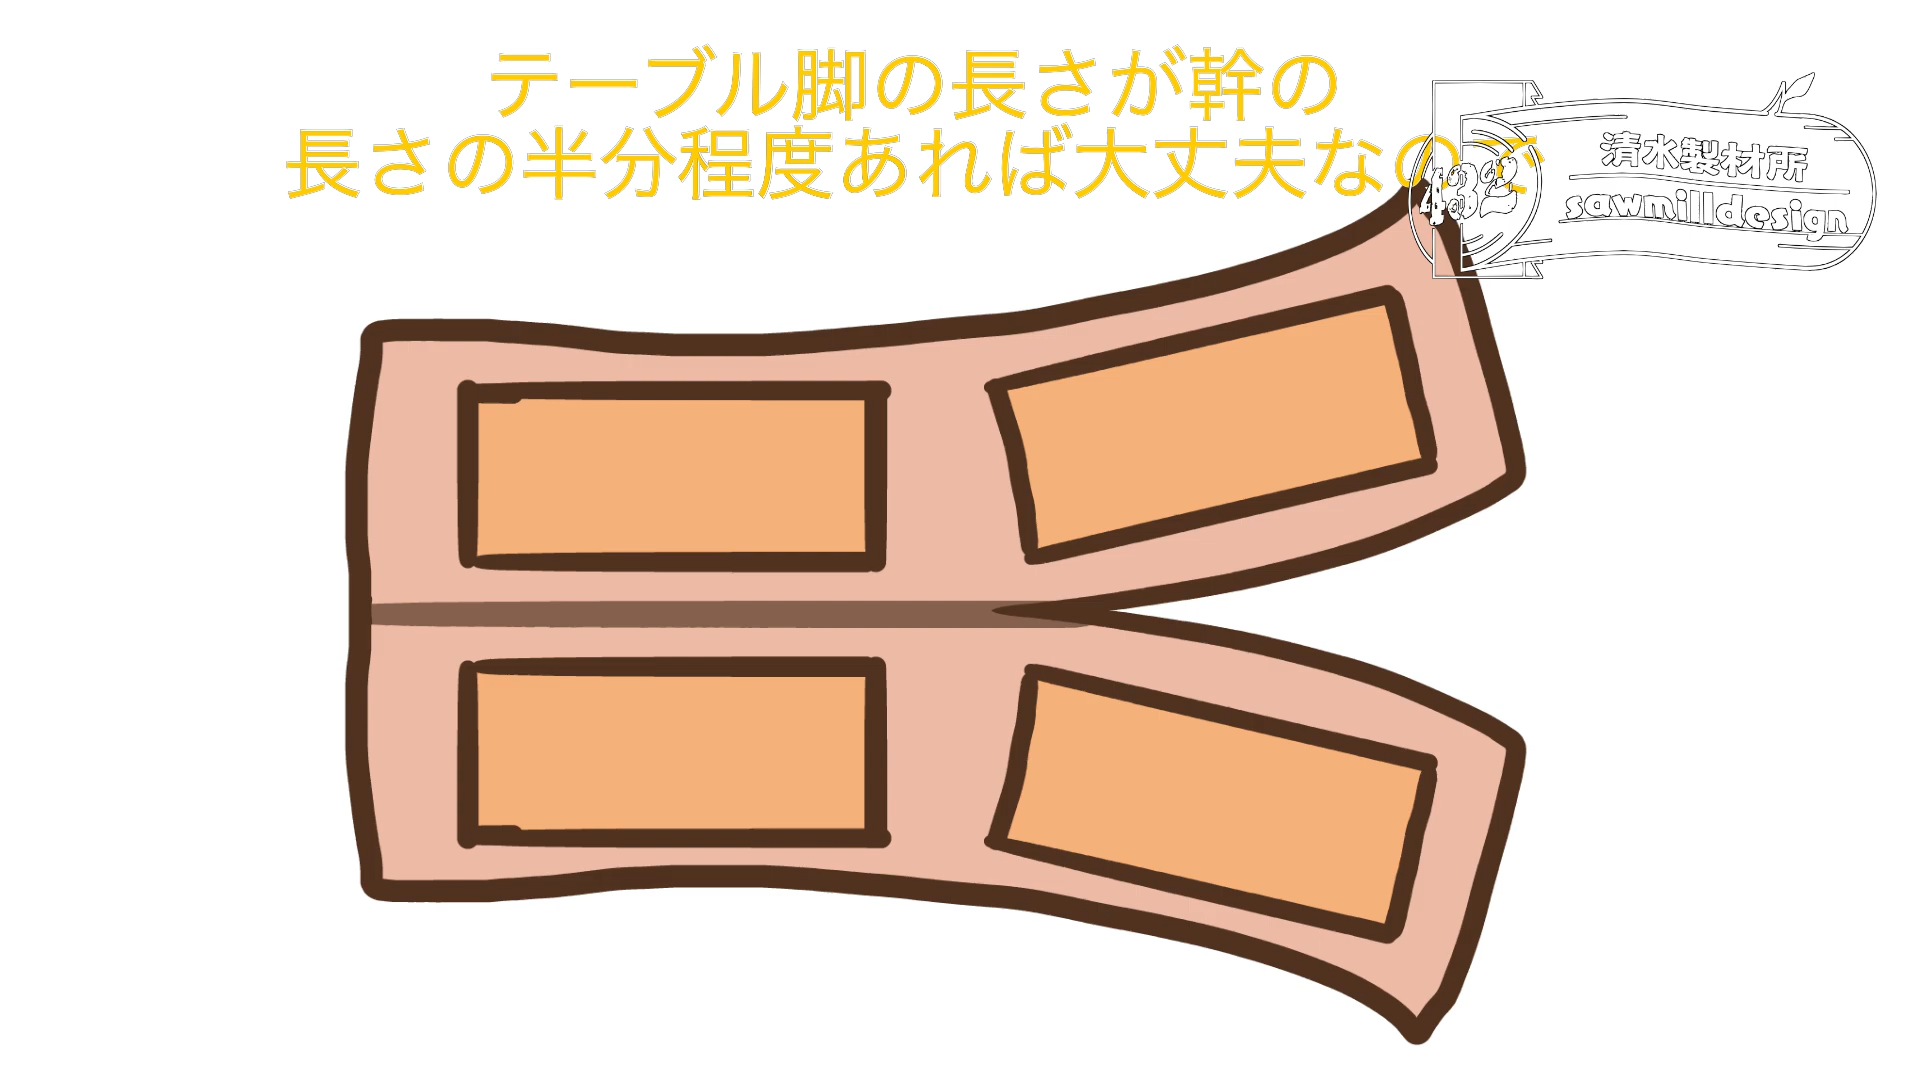 テーブル脚の長さが幹の
長さの半分程度あれば大丈夫なので
432
清水製材所
sawmilldesign